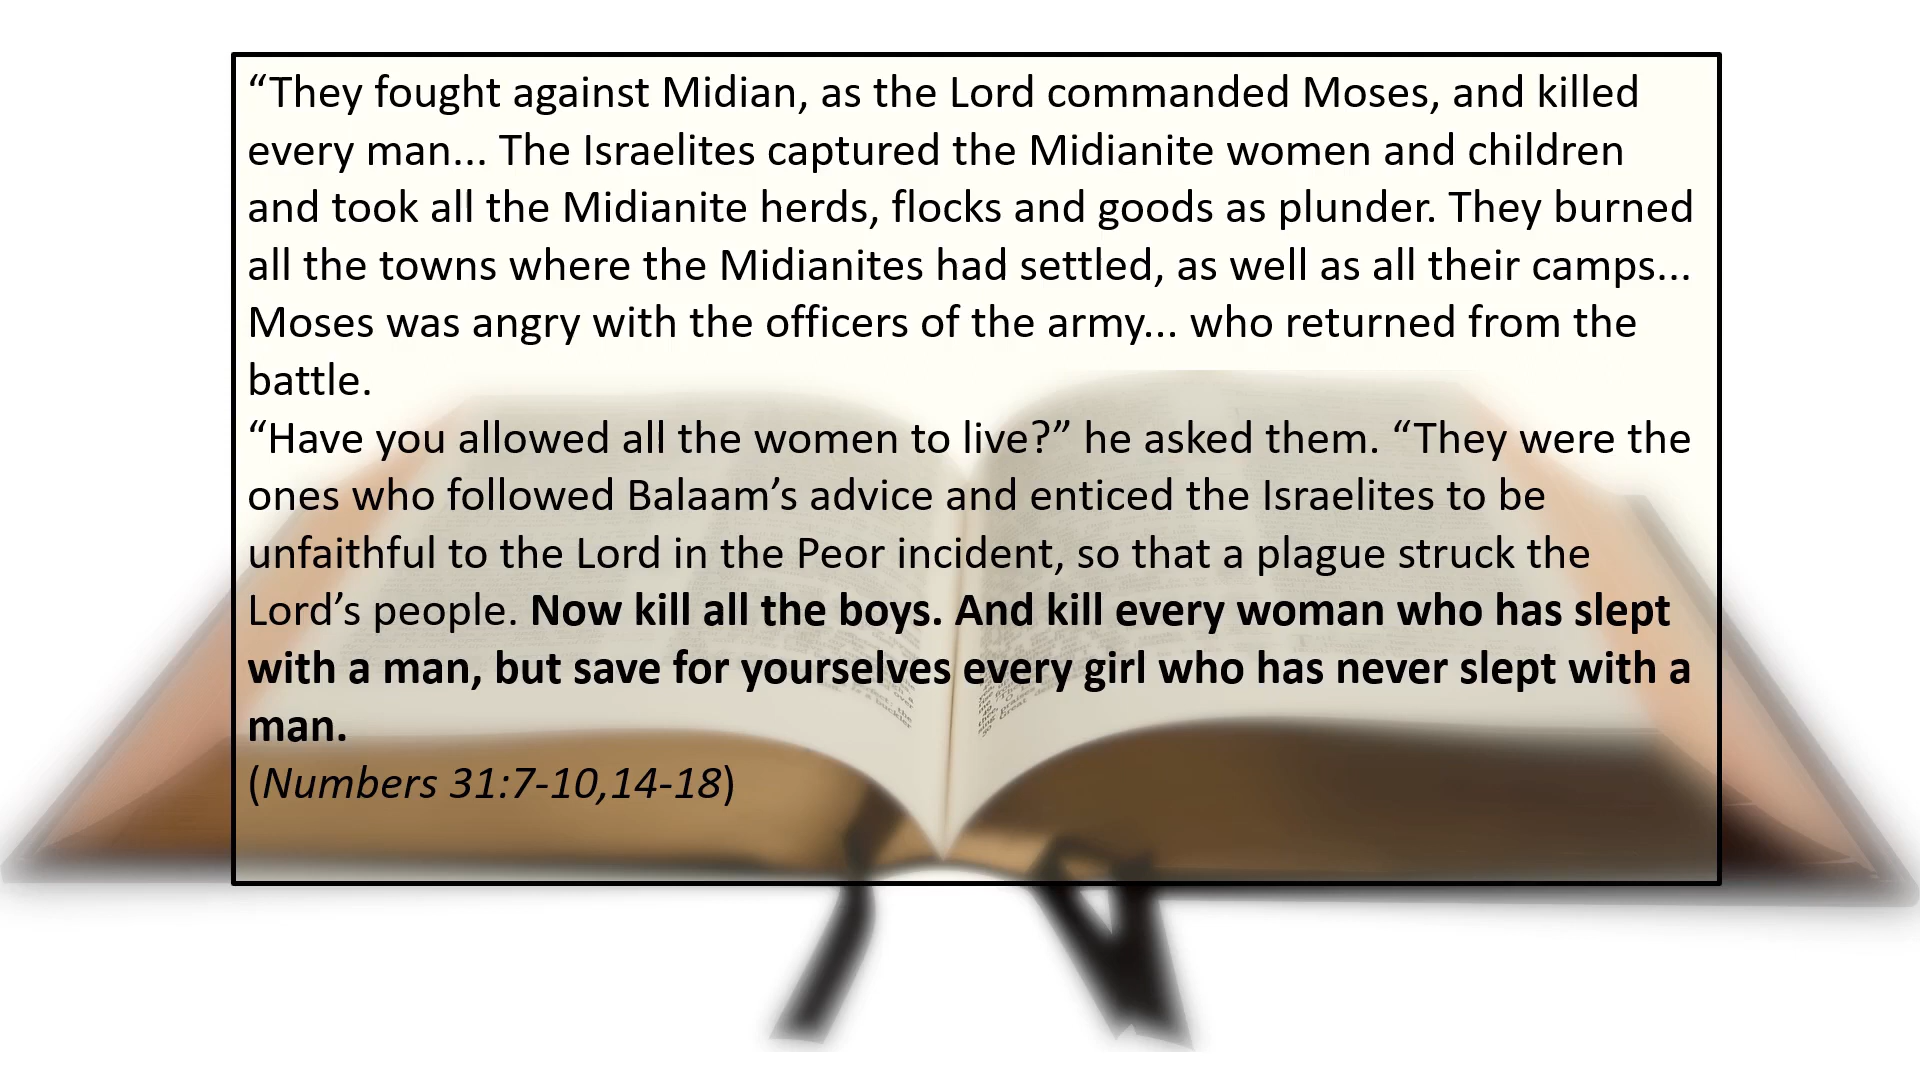 “They fought against Midian, as the Lord commanded Moses, and killed
every man... The Israelites captured the Midianite women and children
and took all the Midianite herds, flocks and goods as plunder. They burned
all the towns where the Midianites had settled, as well as all their camps...
Moses was angry with the officers of the army... who returned from the
battle.
“Have you allowed all the women to live?” he asked them. “They were the
ones who followed Balaam’s advice and enticed the Israelites to be
unfaithful to the Lord in the Peor incident, so that a plague struck the
Lord’s people. Now kill all the boys. And kill every woman who has slept
with a man, but save for yourselves every girl who has never slept with a
man.
(Numbers 31:7-10,14-18)